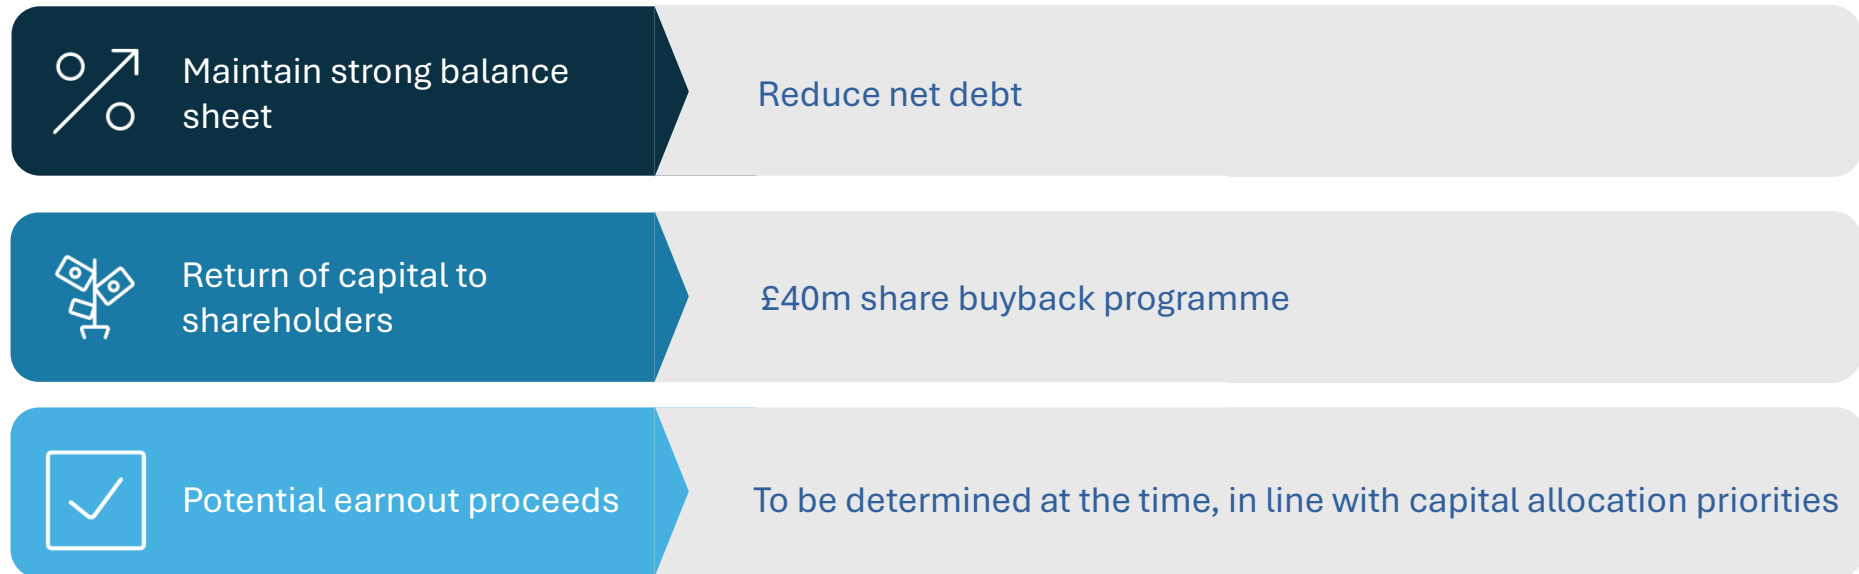 Maintain strong balance
sheet
Reduce net debt
Return of capital to
shareholders
£40m share buyback programme
Potential earnout proceeds
To be determined at the time, in line with capital allocation priorities